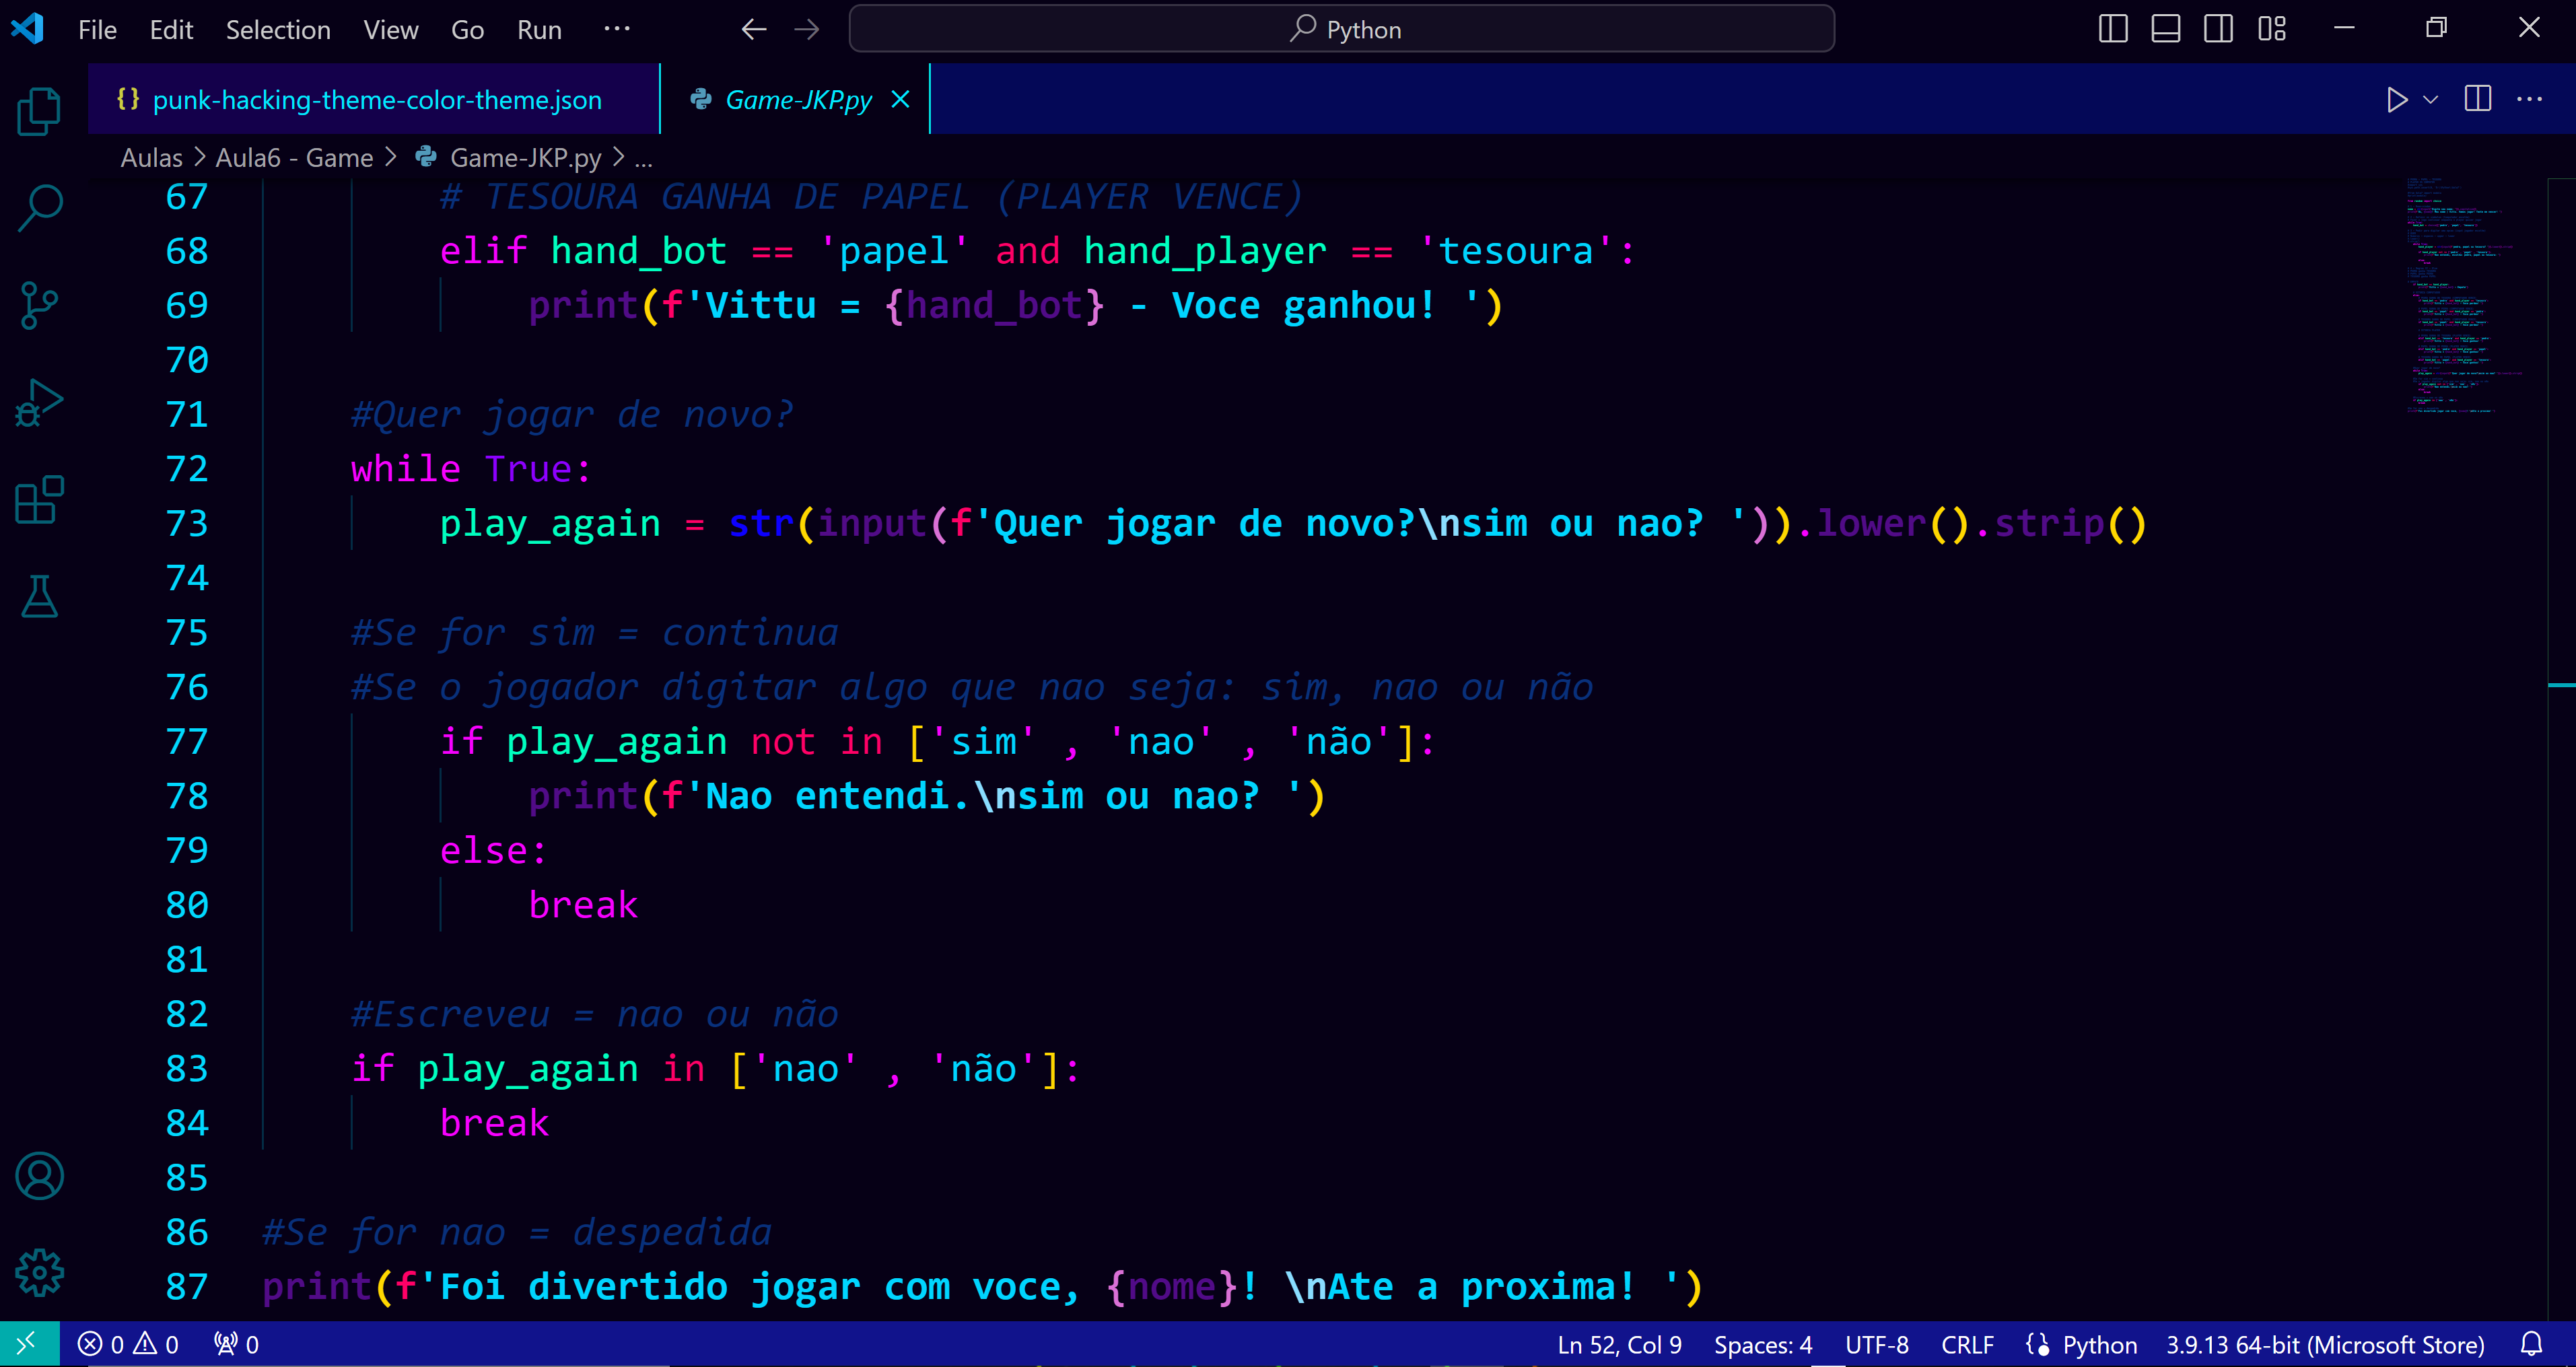 File Edit Selection View Go Run ... Python
{} punk-hacking-theme-color-theme.json Game-JKP.py
Aulas > Aula6 - Game > Game-JKP.py > ...
67 # TESOURA GANHA DE PAPEL (PLAYER VENCE)
68 elif hand_bot == 'papel' and hand_player == 'tesoura':
69 print(f'Vittu = {hand_bot} - Voce ganhou! ')
70
71 #Quer jogar de novo?
72 while True:
73 play_again = str(input(f'Quer jogar de novo?\nsim ou nao? ')).lower().strip()
74
75 #Se for sim = continua
76 #Se o jogador digitar algo que nao seja: sim, nao ou não
77 if play_again not in ['sim' , 'nao' , 'não']:
78 print(f'Nao entendi.\nsim ou nao? ')
79 else:
80 break
81
82 #Escreveu = nao ou não
83 if play_again in ['nao' , 'não']:
84 break
85
86 #Se for nao = despedida
87 print(f'Foi divertido jogar com voce, {nome}! \nAte a proxima! ')
0 0 0 Ln 52, Col 9 Spaces: 4 UTF-8 CRLF {} Python 3.9.13 64-bit (Microsoft Store)